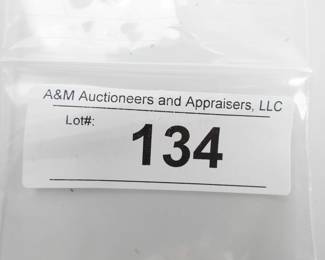 A&M Auctioneers and Appraisers, LLC
Lot#: 134